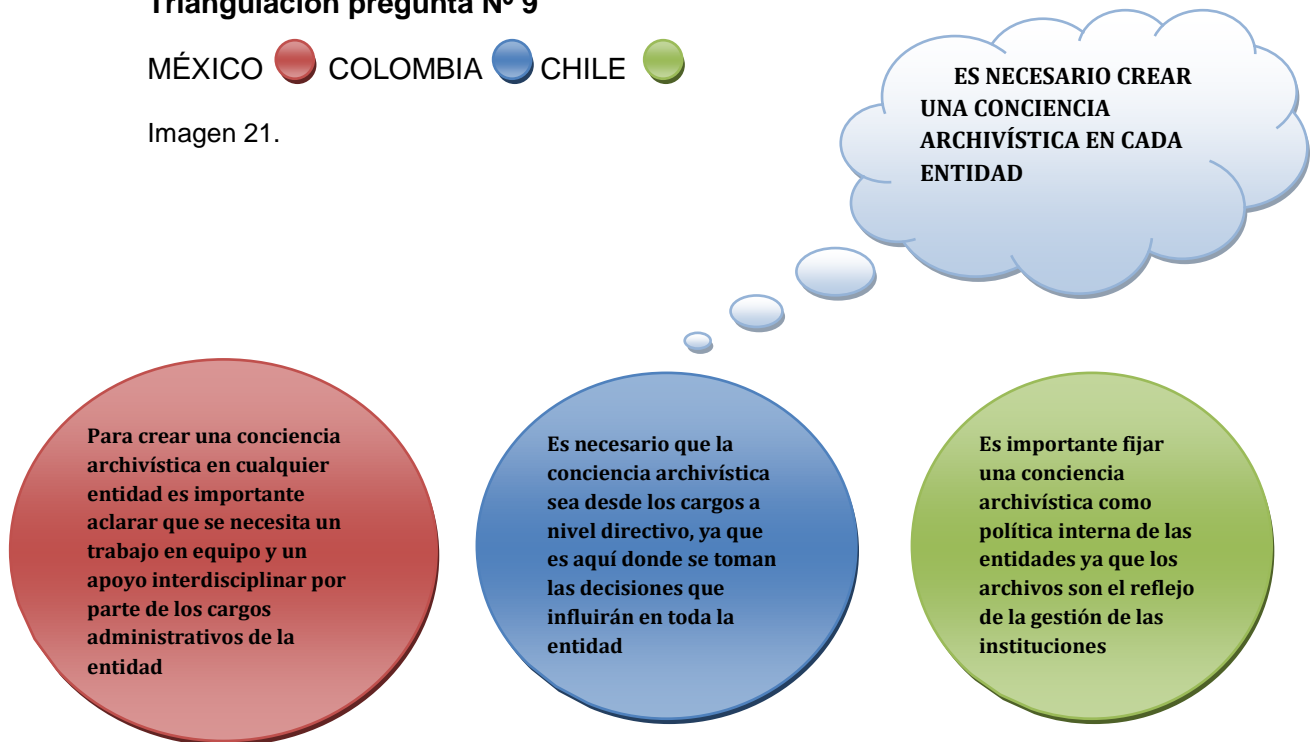 Triangulación pregunta Nº 9
MÉXICO COLOMBIA CHILE
Imagen 21.
ES NECESARIO CREAR
UNA CONCIENCIA
ARCHIVÍSTICA EN CADA
ENTIDAD
Para crear una conciencia
archivística en cualquier
entidad es importante
aclarar que se necesita un
trabajo en equipo y un
apoyo interdisciplinar por
parte de los cargos
administrativos de la
entidad
Es necesario que la
conciencia archivística
sea desde los cargos a
nivel directivo, ya que
es aquí donde se toman
las decisiones que
influirán en toda la
entidad
Es importante fijar
una conciencia
archivística como
política interna de las
entidades ya que los
archivos son el reflejo
de la gestión de las
instituciones